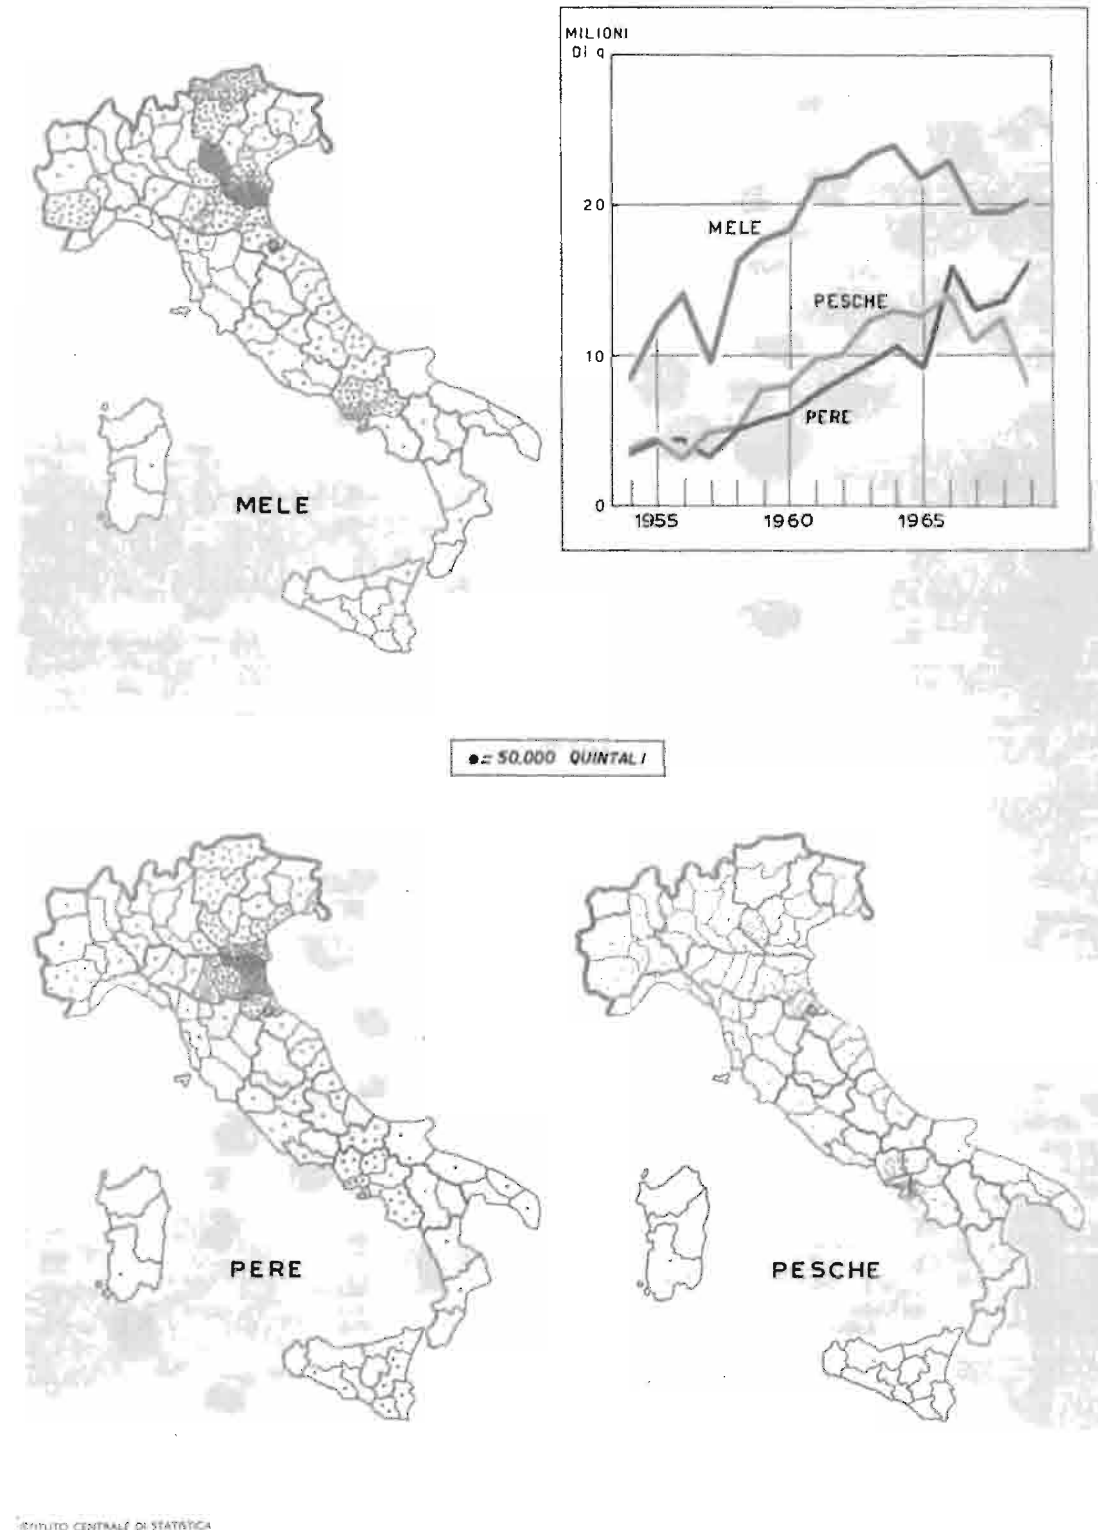 MILIONI
DI q
20
MELE
PESCHE
10
PERE
0
1955 1960 1965
MELE
●= 50.000 QUINTALI
PERE
PESCHE
ISTITUTO CENTRALE DI STATISTICA